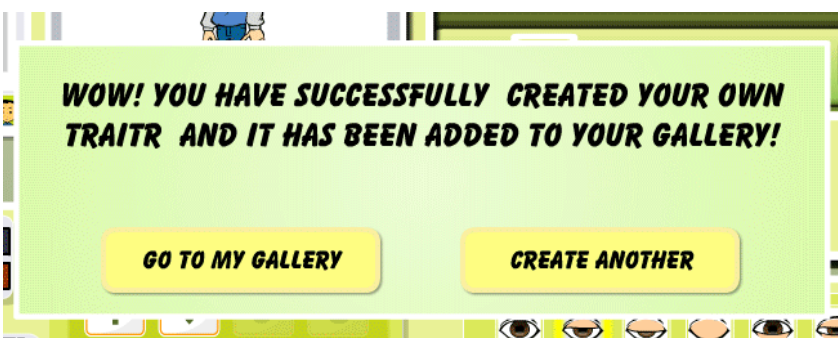 WOW! YOU HAVE SUCCESSFULLY CREATED YOUR OWN
TRAITR AND IT HAS BEEN ADDED TO YOUR GALLERY!
GO TO MY GALLERY
CREATE ANOTHER